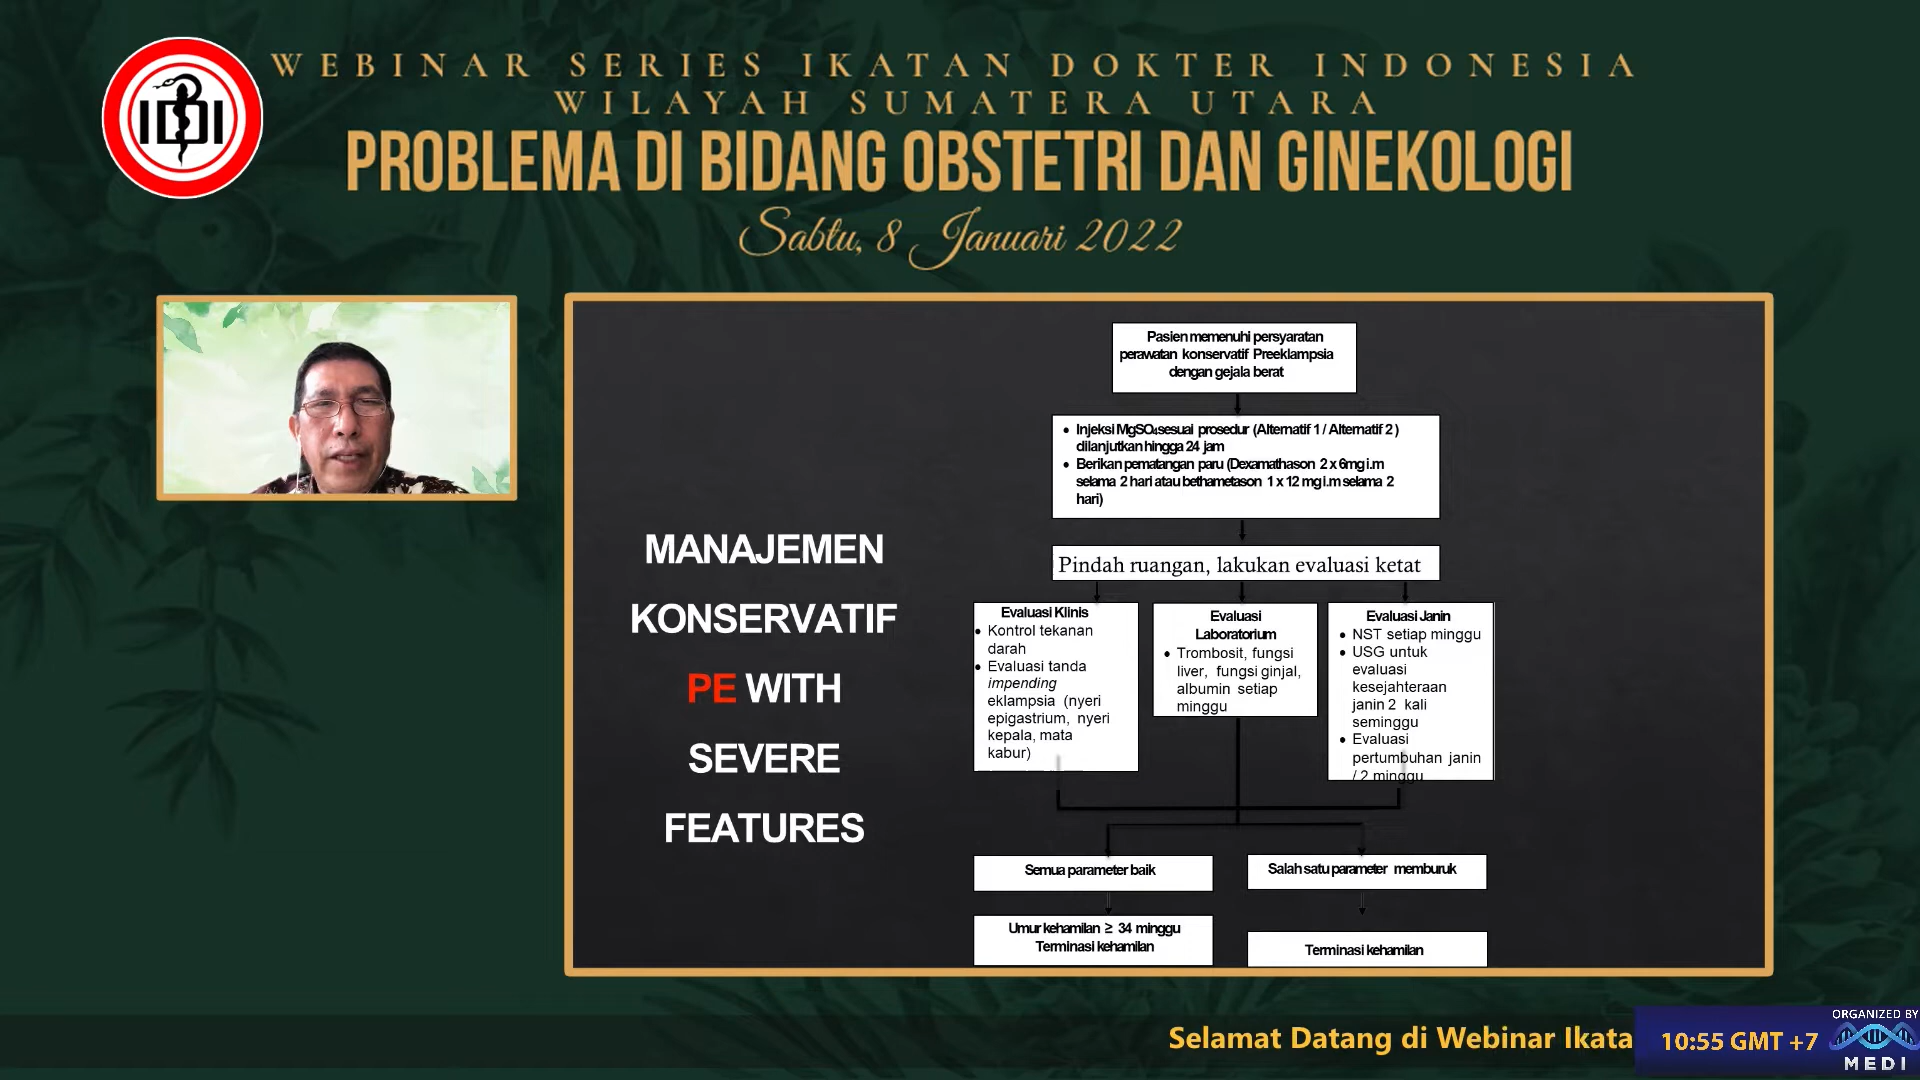 WEBINAR SERIES IKATAN DOKTER INDONESIA
WILAYAH SUMATERA UTARA
PROBLEMA DI BIDANG OBSTETRI DAN GINEKOLOGI
Sabtu, 8 Januari 2022
IDI
MANAJEMEN
KONSERVATIF
PE WITH
SEVERE
FEATURES
Pasien memenuhi persyaratan
perawatan konservatif Preeklampsia
dengan gejala berat
• Injeksi MgSO₄ sesuai prosedur (Alternatif 1 / Alternatif 2 )
dilanjutkan hingga 24 jam
• Berikan pematangan paru (Dexamathason 2 x 6mg i.m
selama 2 hari atau bethametason 1 x 12 mg i.m selama 2
hari)
Pindah ruangan, lakukan evaluasi ketat
Evaluasi Klinis
• Kontrol tekanan
darah
• Evaluasi tanda
impending
eklampsia (nyeri
epigastrium, nyeri
kepala, mata
kabur)
Evaluasi
Laboratorium
• Trombosit, fungsi
liver, fungsi ginjal,
albumin setiap
minggu
Evaluasi Janin
• NST setiap minggu
• USG untuk
evaluasi
kesejahteraan
janin 2 kali
seminggu
• Evaluasi
pertumbuhan janin
/ 2 minggu
Semua parameter baik
Salah satu parameter memburuk
Umur kehamilan ≥ 34 minggu
Terminasi kehamilan
Terminasi kehamilan
Selamat Datang di Webinar Ikata
10:55 GMT +7
ORGANIZED BY
MEDI